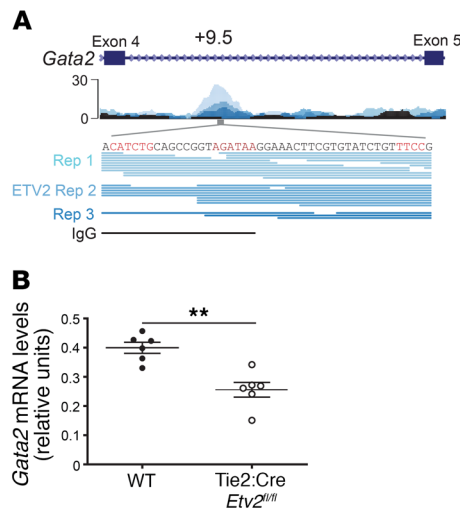 A
+9.5
Exon 4
Exon 5
Gata2
30
0
ACATCTGCAGCCGGTAGATAAGGAAACTTCGTGTATCTGTTTCCG
Rep 1
ETV2 Rep 2
Rep 3
IgG
B
**
Gata2 mRNA levels
(relative units)
0.5
0.4
0.3
0.2
0.1
0
WT
Tie2:Cre
Etv2fl/fl